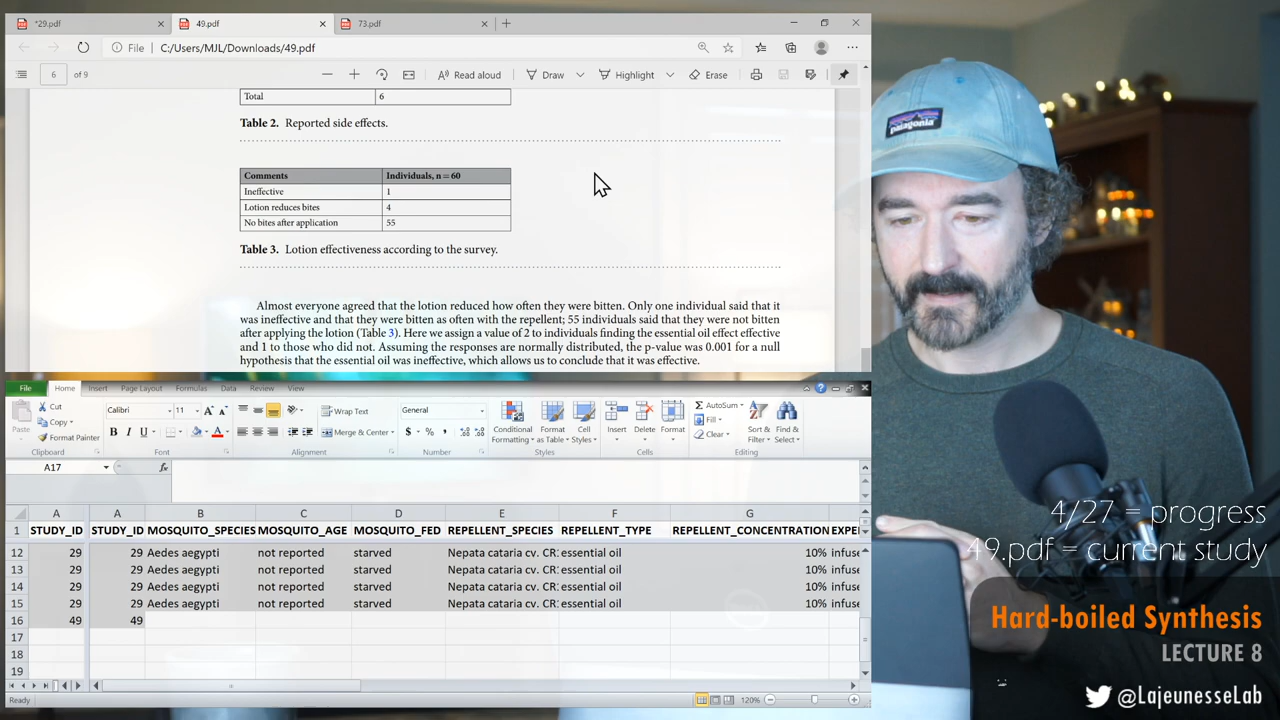 *29.pdf
49.pdf
73.pdf
File
C:/Users/MJL/Downloads/49.pdf
6 of 9
Read aloud
Draw
Highlight
Erase
Total 6
Table 2. Reported side effects.
Comments Individuals, n = 60
Ineffective 1
Lotion reduces bites 4
No bites after application 55
Table 3. Lotion effectiveness according to the survey.
Almost everyone agreed that the lotion reduced how often they were bitten. Only one individual said that it
was ineffective and that they were bitten as often with the repellent; 55 individuals said that they were not bitten
after applying the lotion (Table 3). Here we assign a value of 2 to individuals finding the essential oil effect effective
and 1 to those who did not. Assuming the responses are normally distributed, the p-value was 0.001 for a null
hypothesis that the essential oil was ineffective, which allows us to conclude that it was effective.
File Home Insert Page Layout Formulas Data Review View
Paste
Cut
Copy
Format Painter
Clipboard
Calibri 11
B I U
Font
Wrap Text
Merge & Center
Alignment
General
$ % ,
Number
Conditional Formatting
Format as Table
Cell Styles
Styles
Insert Delete Format
Cells
AutoSum
Fill
Clear
Sort & Filter
Find & Select
Editing
A17 fx
A A B C D E F G
1 STUDY_ID STUDY_ID MOSQUITO_SPECIES MOSQUITO_AGE MOSQUITO_FED REPELLENT_SPECIES REPELLENT_TYPE REPELLENT_CONCENTRATION EXPE
12 29 29 Aedes aegypti not reported starved Nepata cataria cv. CR: essential oil 10% infuse
13 29 29 Aedes aegypti not reported starved Nepata cataria cv. CR: essential oil 10% infuse
14 29 29 Aedes aegypti not reported starved Nepata cataria cv. CR: essential oil 10% infuse
15 29 29 Aedes aegypti not reported starved Nepata cataria cv. CR: essential oil 10% infuse
16 49 49
17
18
19
Ready
120%
patagonia
4/27 = progress
49.pdf = current study
Hard-boiled Synthesis
LECTURE 8
@LajeunesseLab